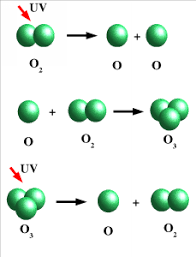 UV
+
O2 O O
+
O O2 O3
UV
+
O3 O O2